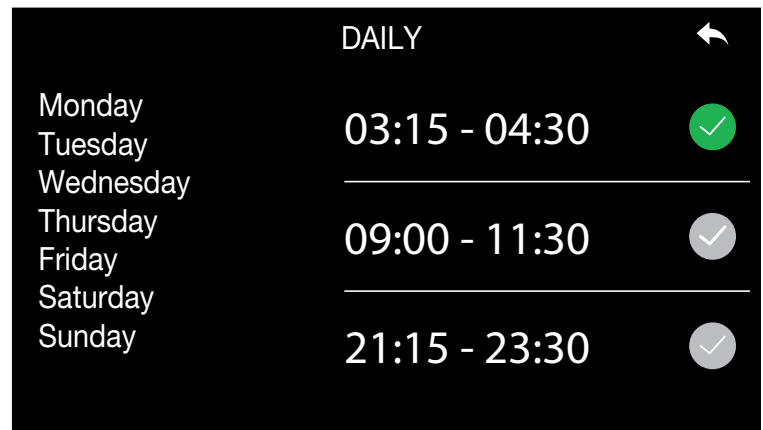 DAILY
Monday
Tuesday
Wednesday
Thursday
Friday
Saturday
Sunday
03:15 - 04:30
09:00 - 11:30
21:15 - 23:30